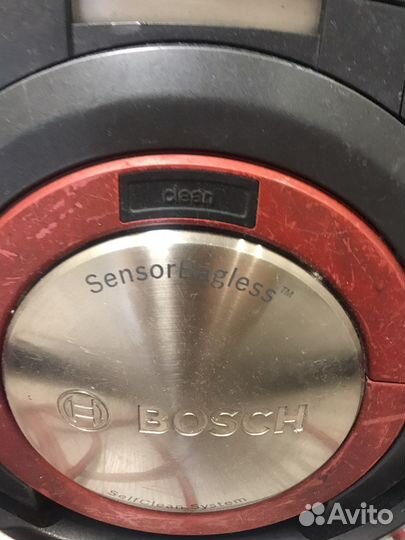 clean
SensorBagless™
BOSCH
SelfClean System
Avito